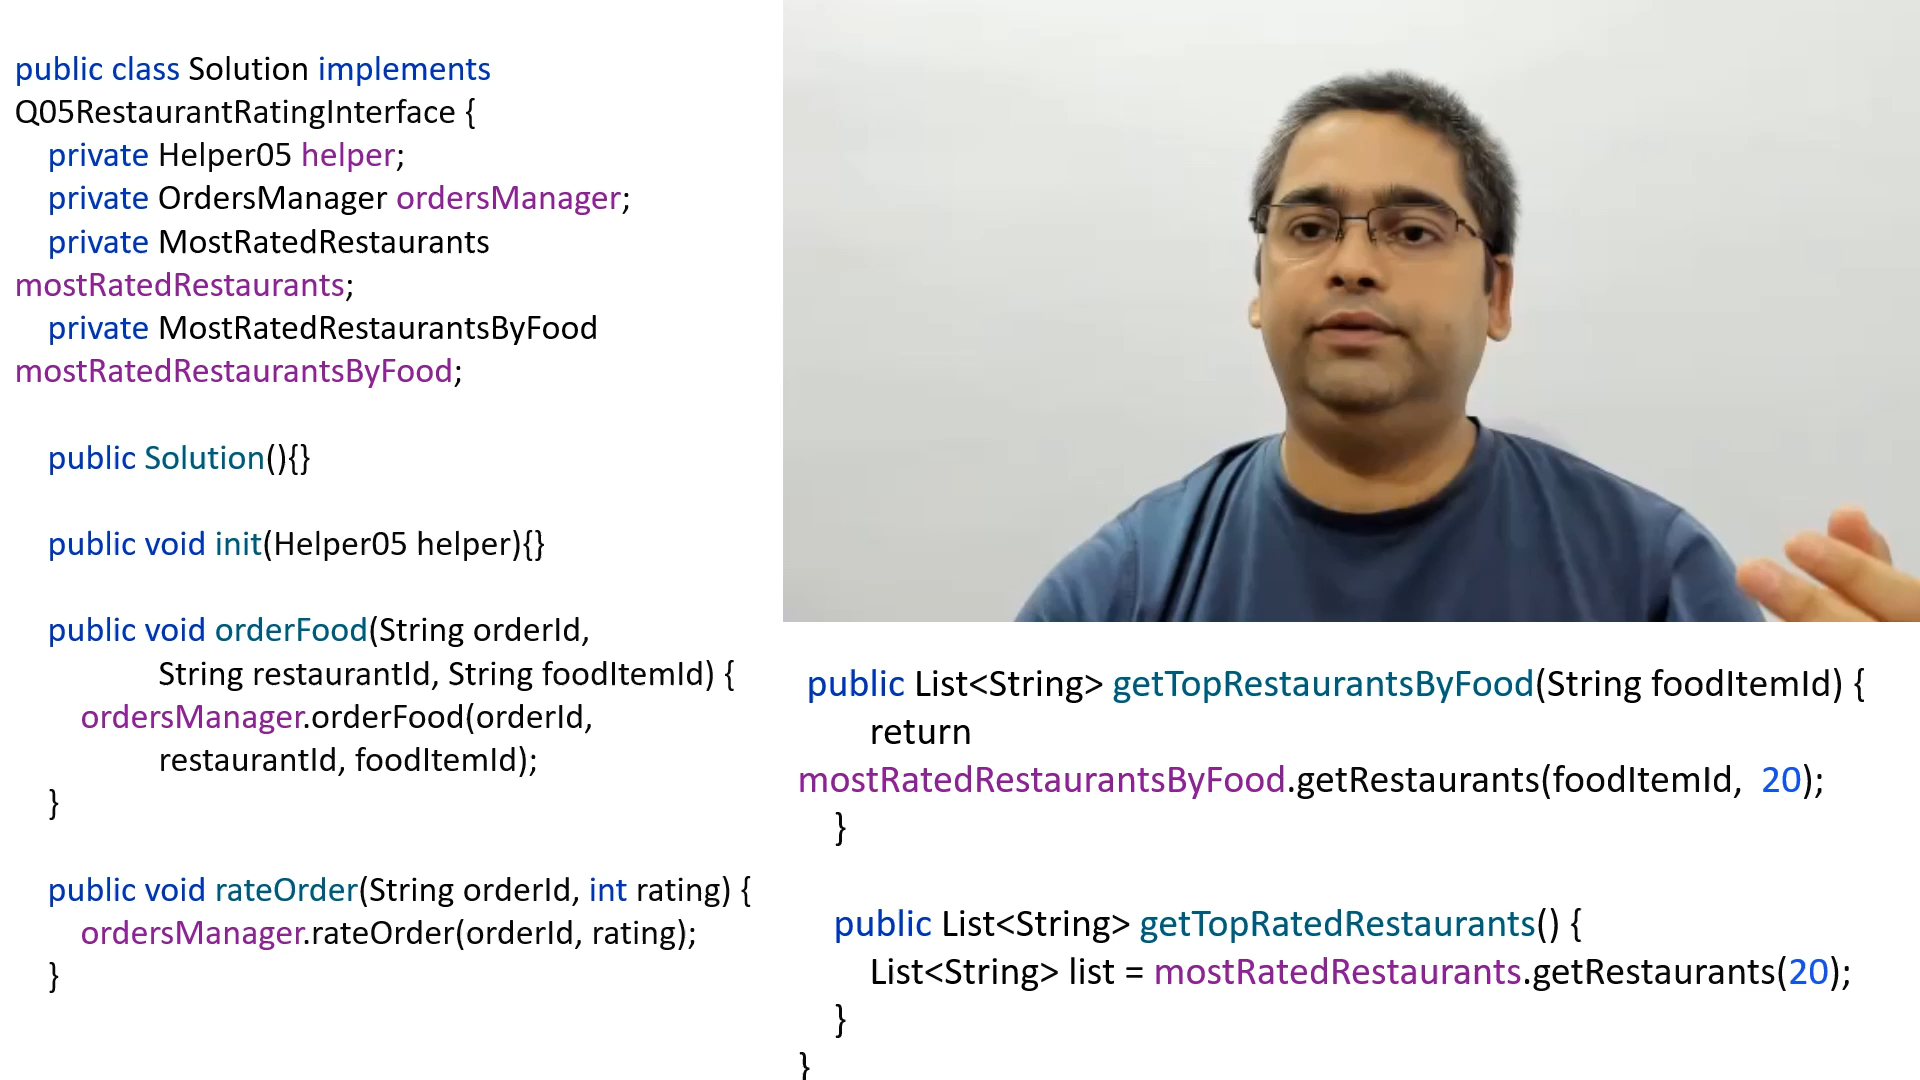 public class Solution implements
Q05RestaurantRatingInterface {
private Helper05 helper;
private OrdersManager ordersManager;
private MostRatedRestaurants
mostRatedRestaurants;
private MostRatedRestaurantsByFood
mostRatedRestaurantsByFood;
public Solution(){}
public void init(Helper05 helper){}
public void orderFood(String orderId,
String restaurantId, String foodItemId) {
ordersManager.orderFood(orderId,
restaurantId, foodItemId);
}
public void rateOrder(String orderId, int rating) {
ordersManager.rateOrder(orderId, rating);
}
public List<String> getTopRestaurantsByFood(String foodItemId) {
return
mostRatedRestaurantsByFood.getRestaurants(foodItemId, 20);
}
public List<String> getTopRatedRestaurants() {
List<String> list = mostRatedRestaurants.getRestaurants(20);
}
}